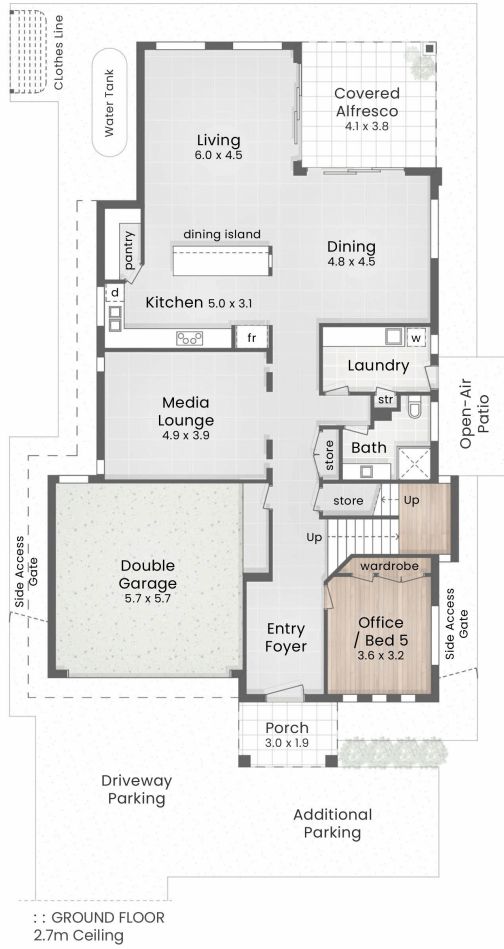 Clothes Line
Water Tank
Covered
Alfresco
4.1 x 3.8
Living
6.0 x 4.5
dining island
pantry
Dining
4.8 x 4.5
d
Kitchen 5.0 x 3.1
fr
w
Laundry
Media
Lounge
4.9 x 3.9
str
Open-Air
Patio
store
Bath
store
Up
Up
Side Access
Gate
Double
Garage
5.7 x 5.7
wardrobe
Entry
Foyer
Office
/ Bed 5
3.6 x 3.2
Side Access
Gate
Porch
3.0 x 1.9
Driveway
Parking
Additional
Parking
: : GROUND FLOOR
2.7m Ceiling